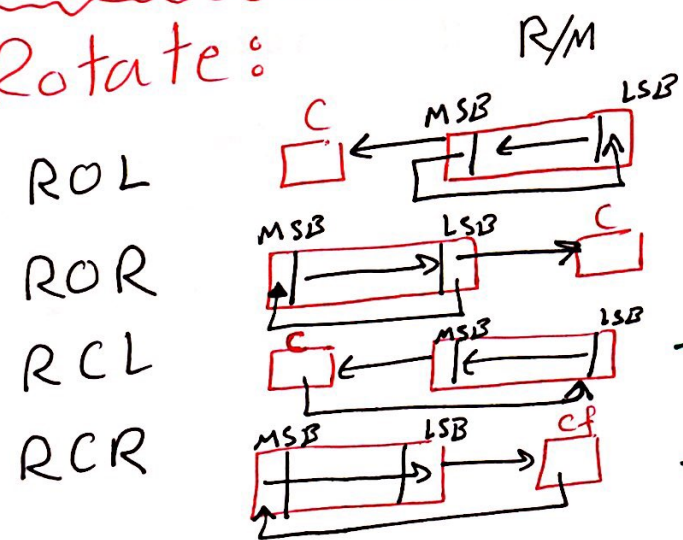 Rotate:
R/M
C MSB LSB
ROL
MSB LSB C
ROR
C MSB LSB
RCL
MSB LSB Cf
RCR